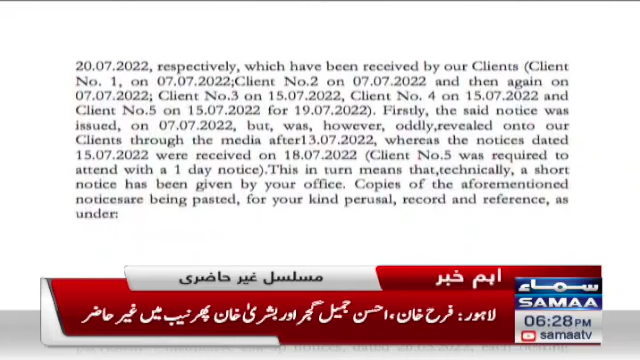 20.07.2022, respectively, which have been received by our Clients (Client
No. 1, on 07.07.2022;Client No.2 on 07.07.2022 and then again on
07.07.2022; Client No.3 on 15.07.2022, Client No. 4 on 15.07.2022 and
Client No.5 on 15.07.2022 for 19.07.2022). Firstly, the said notice was
issued, on 07.07.2022, but, was, however, oddly,revealed onto our
Clients through the media after13.07.2022, whereas the notices dated
15.07.2022 were received on 18.07.2022 (Client No.5 was required to
attend with a 1 day notice).This in turn means that,technically, a short
notice has been given by your office. Copies of the aforementioned
noticesare being pasted, for your kind perusal, record and reference, as
under:
اہم خبر
مسلسل غیر حاضری
لاہور: فرح خان، احسن جمیل گجر اور بشریٰ خان پھر نیب میں غیر حاضر
سماء
SAMAA
06:28PM
samaatv